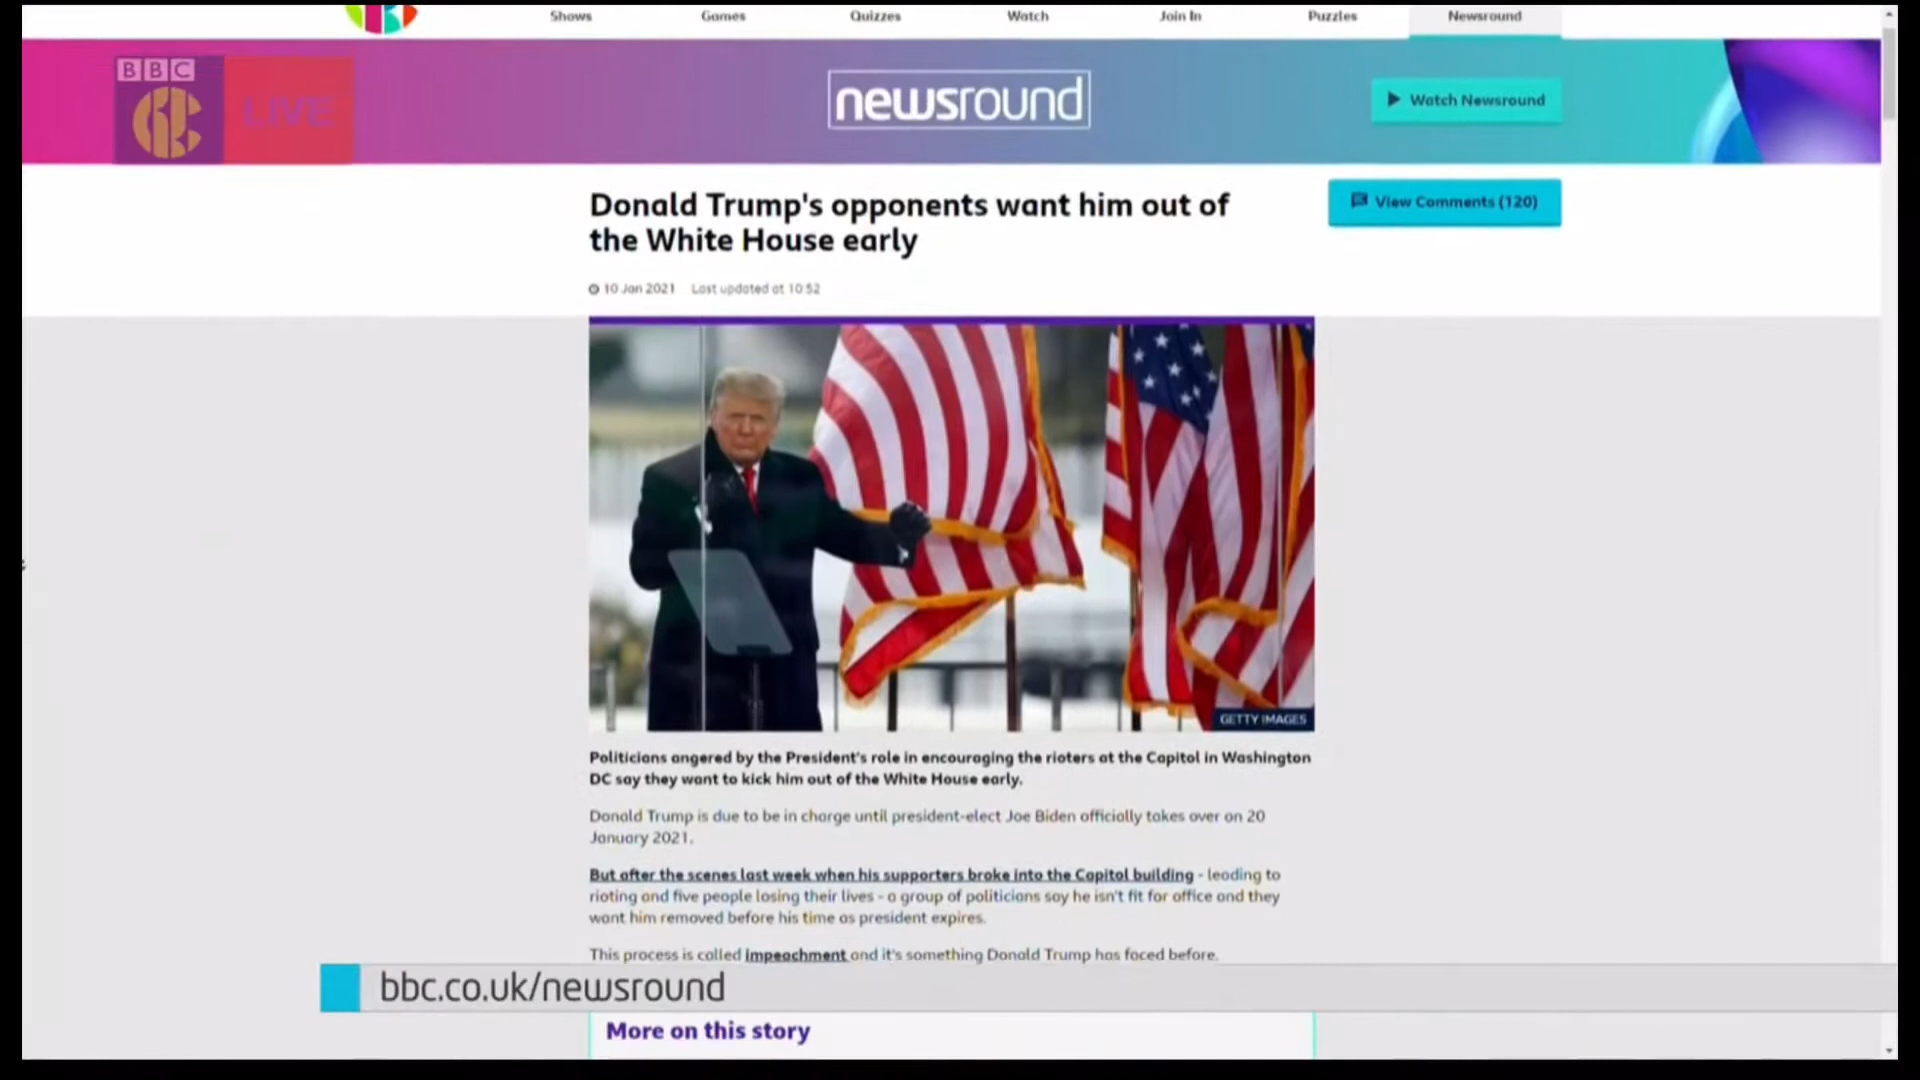 Shows Games Quizzes Watch Join In Puzzles Newsround
BBC
LIVE
newsround
Watch Newsround
Donald Trump's opponents want him out of
the White House early
View Comments (120)
10 Jan 2021 Last updated at 10:52
GETTY IMAGES
Politicians angered by the President's role in encouraging the rioters at the Capitol in Washington
DC say they want to kick him out of the White House early.
Donald Trump is due to be in charge until president-elect Joe Biden officially takes over on 20
January 2021.
But after the scenes last week when his supporters broke into the Capitol building - leading to
rioting and five people losing their lives - a group of politicians say he isn't fit for office and they
want him removed before his time as president expires.
This process is called impeachment and it's something Donald Trump has faced before.
bbc.co.uk/newsround
More on this story